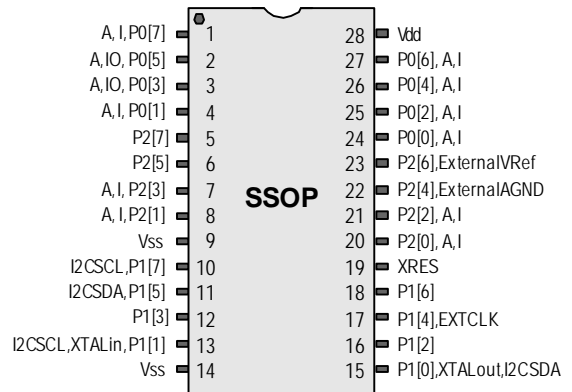 A, I, P0[7] 1 28 Vdd
A, IO, P0[5] 2 27 P0[6], A, I
A, IO, P0[3] 3 26 P0[4], A, I
A, I, P0[1] 4 25 P0[2], A, I
P2[7] 5 24 P0[0], A, I
P2[5] 6 23 P2[6], External VRef
A, I, P2[3] 7 SSOP 22 P2[4], External AGND
A, I, P2[1] 8 21 P2[2], A, I
Vss 9 20 P2[0], A, I
I2CSCL, P1[7] 10 19 XRES
I2CSDA, P1[5] 11 18 P1[6]
P1[3] 12 17 P1[4], EXTCLK
I2CSCL, XTALin, P1[1] 13 16 P1[2]
Vss 14 15 P1[0], XTALout, I2CSDA